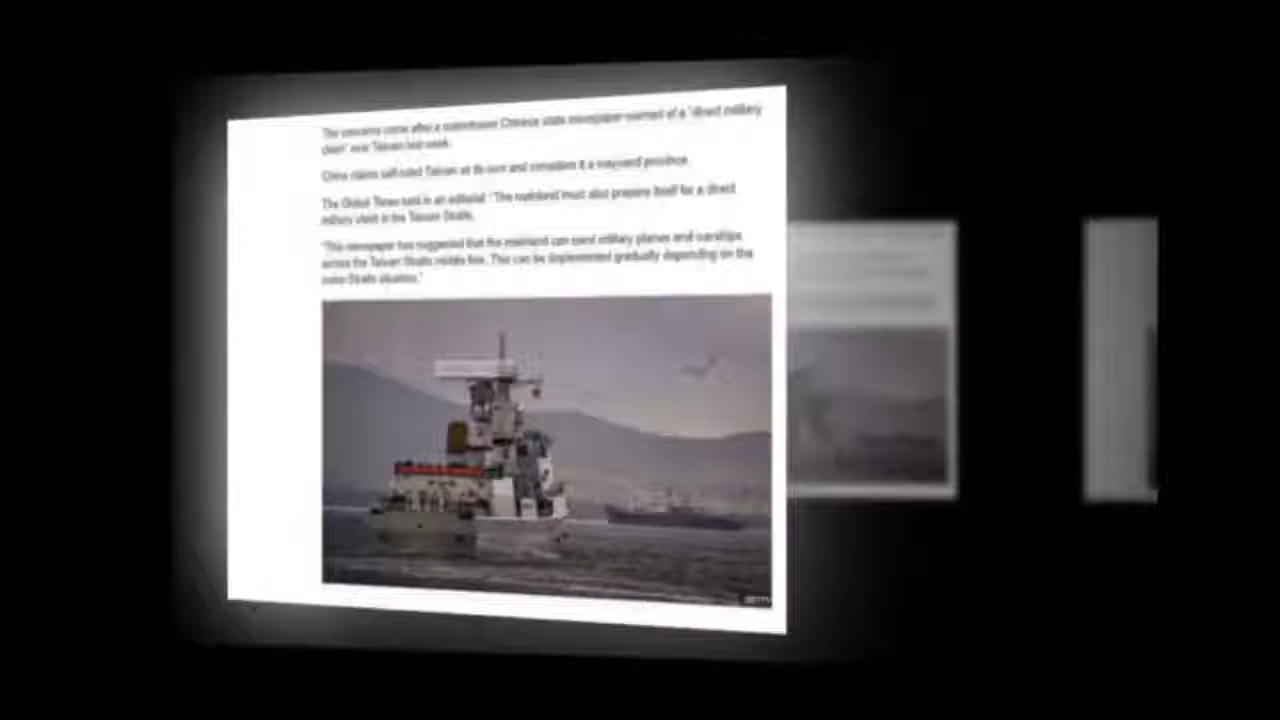 The concerns come after a mainstream Chinese state newspaper warned of a "direct military
clash" over Taiwan last week.
China claims self-ruled Taiwan as its own and considers it a wayward province.
The Global Times said in an editorial: "The mainland must also prepare itself for a direct
military clash in the Taiwan Straits.
"This newspaper has suggested that the mainland can send military planes and warships
across the Taiwan Straits middle line. This can be implemented gradually depending on the
cross-Straits situation."
GETTY